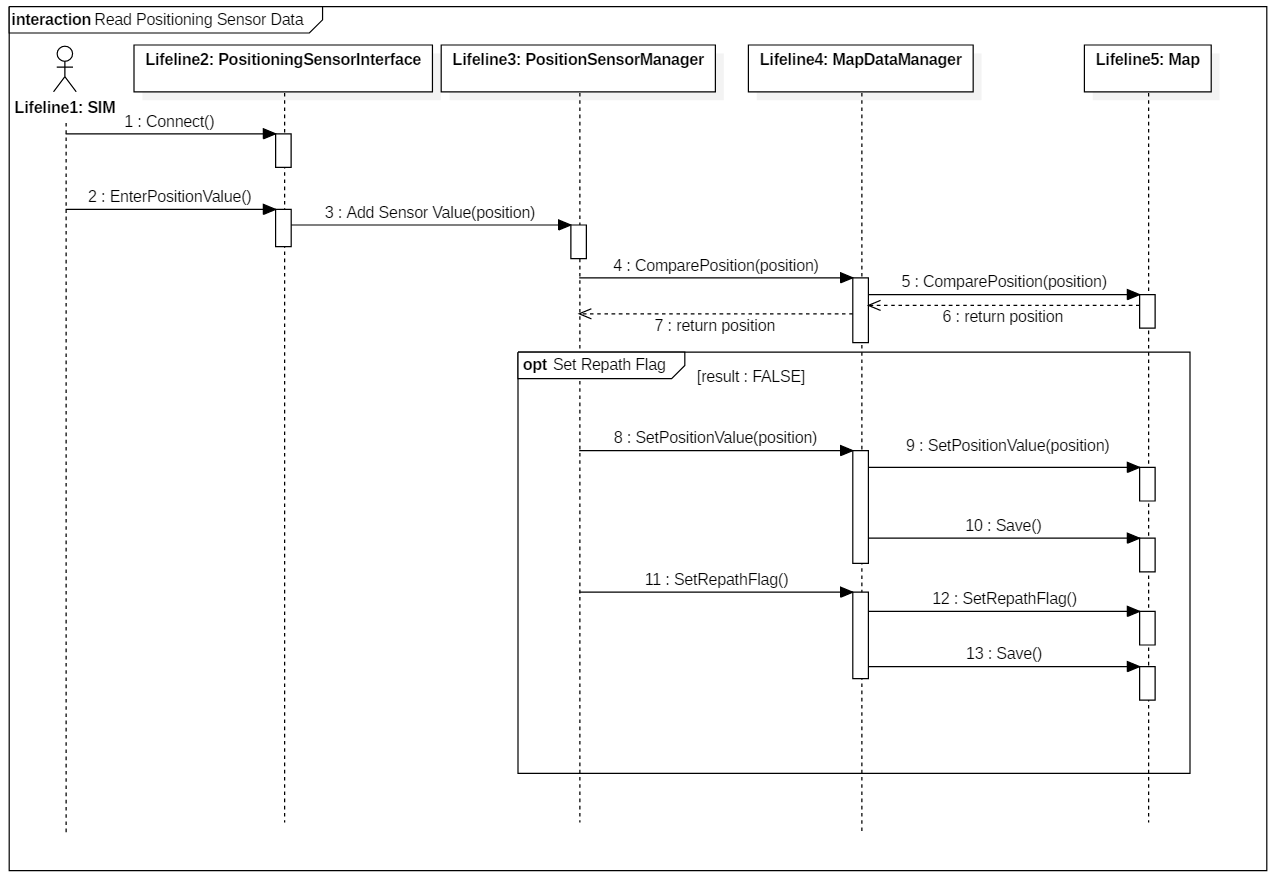 interaction Read Positioning Sensor Data
Lifeline1: SIM
Lifeline2: PositioningSensorInterface
Lifeline3: PositionSensorManager
Lifeline4: MapDataManager
Lifeline5: Map
1 : Connect()
2 : EnterPositionValue()
3 : Add Sensor Value(position)
4 : ComparePosition(position)
5 : ComparePosition(position)
6 : return position
7 : return position
opt Set Repath Flag
[result : FALSE]
8 : SetPositionValue(position)
9 : SetPositionValue(position)
10 : Save()
11 : SetRepathFlag()
12 : SetRepathFlag()
13 : Save()